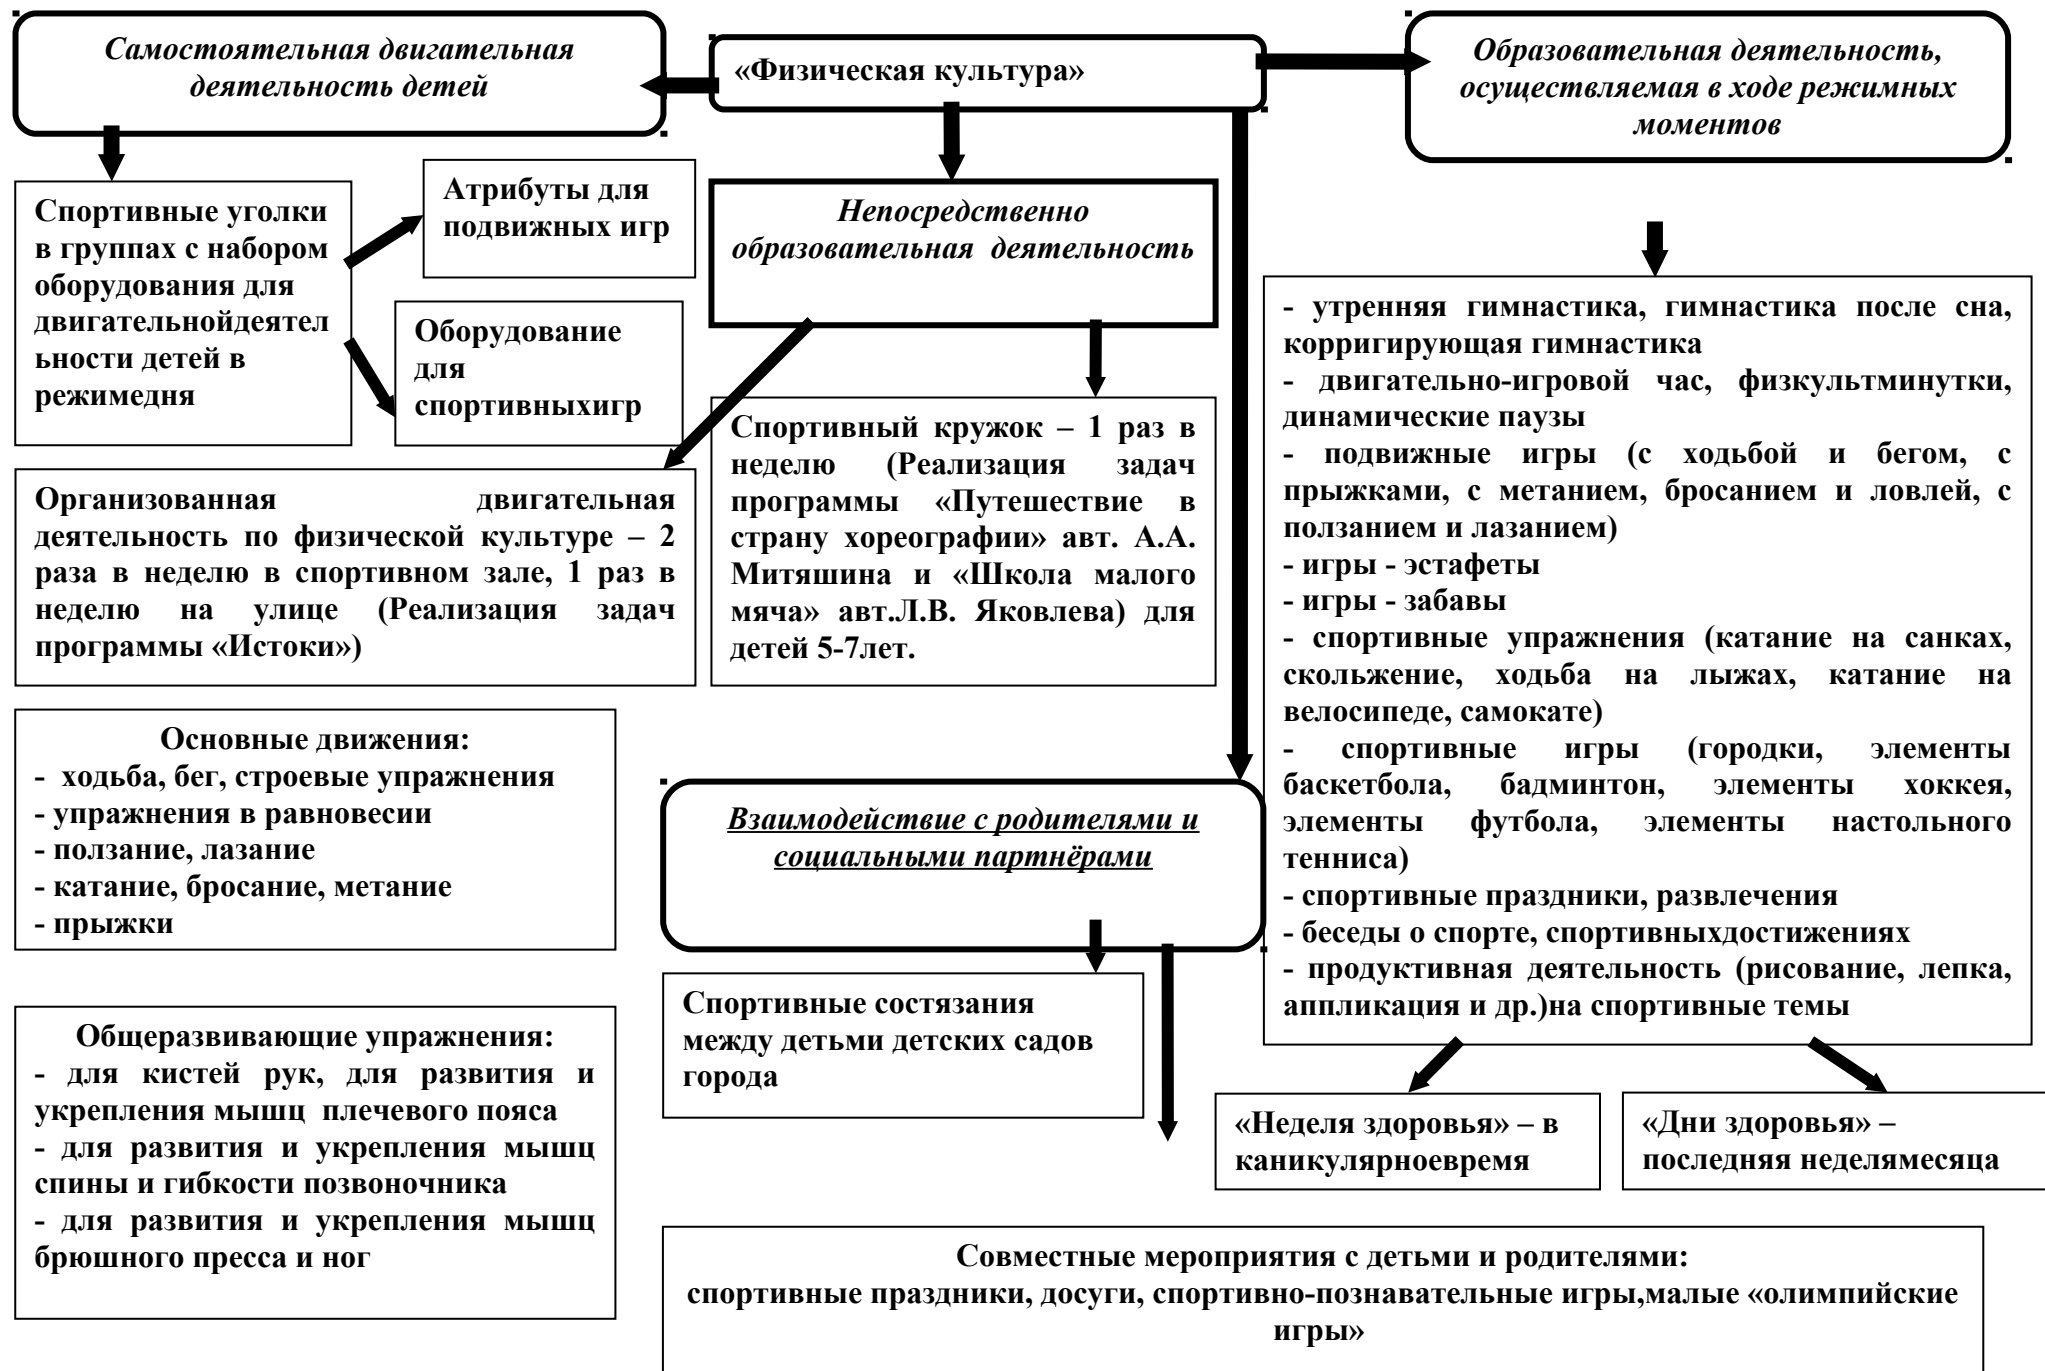 Самостоятельная двигательная
деятельность детей
«Физическая культура»
Образовательная деятельность,
осуществляемая в ходе режимных
моментов
Спортивные уголки
в группах с набором
оборудования для
двигательнойдеятел
ьности детей в
режимедня
Атрибуты для
подвижных игр
Оборудование
для
спортивныхигр
Непосредственно
образовательная деятельность
Организованная двигательная
деятельность по физической культуре – 2
раза в неделю в спортивном зале, 1 раз в
неделю на улице (Реализация задач
программы «Истоки»)
Спортивный кружок – 1 раз в
неделю (Реализация задач
программы «Путешествие в
страну хореографии» авт. А.А.
Митяшина и «Школа малого
мяча» авт.Л.В. Яковлева) для
детей 5-7лет.
- утренняя гимнастика, гимнастика после сна,
корригирующая гимнастика
- двигательно-игровой час, физкультминутки,
динамические паузы
- подвижные игры (с ходьбой и бегом, с
прыжками, с метанием, бросанием и ловлей, с
ползанием и лазанием)
- игры - эстафеты
- игры - забавы
- спортивные упражнения (катание на санках,
скольжение, ходьба на лыжах, катание на
велосипеде, самокате)
- спортивные игры (городки, элементы
баскетбола, бадминтон, элементы хоккея,
элементы футбола, элементы настольного
тенниса)
- спортивные праздники, развлечения
- беседы о спорте, спортивныхдостижениях
- продуктивная деятельность (рисование, лепка,
аппликация и др.)на спортивные темы
Основные движения:
- ходьба, бег, строевые упражнения
- упражнения в равновесии
- ползание, лазание
- катание, бросание, метание
- прыжки
Взаимодействие с родителями и
социальными партнёрами
Общеразвивающие упражнения:
- для кистей рук, для развития и
укрепления мышц плечевого пояса
- для развития и укрепления мышц
спины и гибкости позвоночника
- для развития и укрепления мышц
брюшного пресса и ног
Спортивные состязания
между детьми детских садов
города
«Неделя здоровья» – в
каникулярноевремя
«Дни здоровья» –
последняя неделямесяца
Совместные мероприятия с детьми и родителями:
спортивные праздники, досуги, спортивно-познавательные игры,малые «олимпийские
игры»